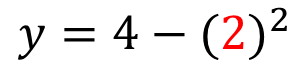 y = 4 − (2)²